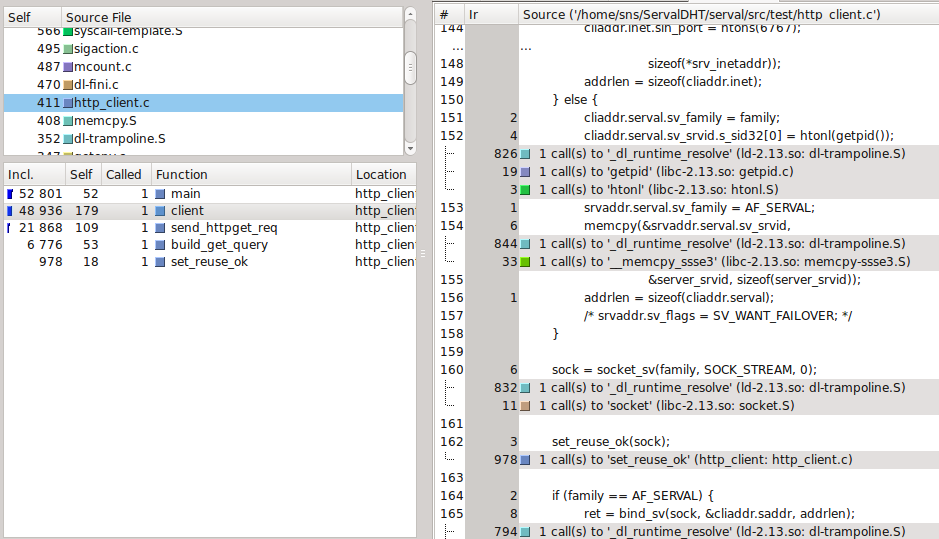 Self Source File
566 syscall-template.S
495 sigaction.c
487 mcount.c
470 dl-fini.c
411 http_client.c
408 memcpy.S
352 dl-trampoline.S
Incl. Self Called Function Location
52 801 52 1 main http_clien
48 936 179 1 client http_clien
21 868 109 1 send_httpget_req http_clien
6 776 53 1 build_get_query http_clien
978 18 1 set_reuse_ok http_clien
# Ir Source ('/home/sns/ServalDHT/serval/src/test/http_client.c')
144 cliaddr.inet.sin_port = htons(6767);
... ...
148 sizeof(*srv_inetaddr));
149 addrlen = sizeof(cliaddr.inet);
150 } else {
151 2 cliaddr.serval.sv_family = family;
152 4 cliaddr.serval.sv_srvid.s_sid32[0] = htonl(getpid());
826 1 call(s) to '_dl_runtime_resolve' (ld-2.13.so: dl-trampoline.S)
19 1 call(s) to 'getpid' (libc-2.13.so: getpid.c)
3 1 call(s) to 'htonl' (libc-2.13.so: htonl.S)
153 1 srvaddr.serval.sv_family = AF_SERVAL;
154 6 memcpy(&srvaddr.serval.sv_srvid,
844 1 call(s) to '_dl_runtime_resolve' (ld-2.13.so: dl-trampoline.S)
33 1 call(s) to '__memcpy_ssse3' (libc-2.13.so: memcpy-ssse3.S)
155 &server_srvid, sizeof(server_srvid));
156 1 addrlen = sizeof(cliaddr.serval);
157 /* srvaddr.sv_flags = SV_WANT_FAILOVER; */
158 }
159
160 6 sock = socket_sv(family, SOCK_STREAM, 0);
832 1 call(s) to '_dl_runtime_resolve' (ld-2.13.so: dl-trampoline.S)
11 1 call(s) to 'socket' (libc-2.13.so: socket.S)
161
162 3 set_reuse_ok(sock);
978 1 call(s) to 'set_reuse_ok' (http_client: http_client.c)
163
164 2 if (family == AF_SERVAL) {
165 8 ret = bind_sv(sock, &cliaddr.saddr, addrlen);
794 1 call(s) to '_dl_runtime_resolve' (ld-2.13.so: dl-trampoline.S)